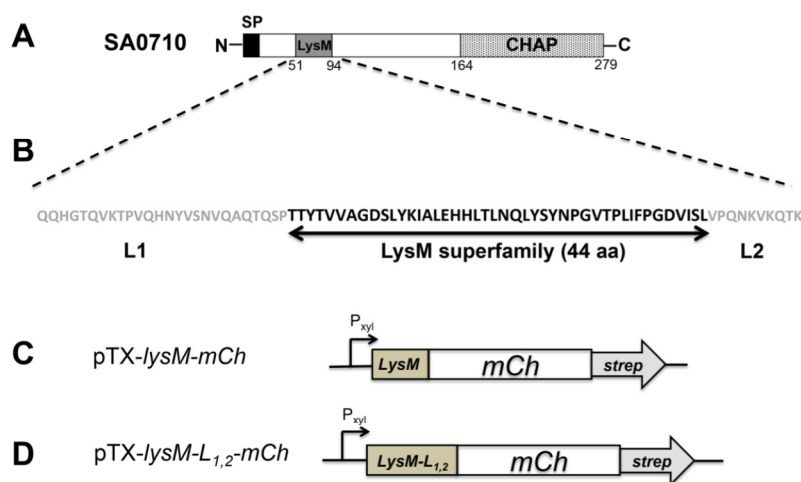 A
SA0710
SP
N
LysM
CHAP
C
51
94
164
279
B
QQHGTQVKTPVQHNYVSNVQAQTQSPTTYTVVAGDSLYKIALEHHLTLNQLYSYNPGVTPLIFPGDVISLVPQNKVKQTK
L1
LysM superfamily (44 aa)
L2
C
pTX-lysM-mCh
Pxyl
LysM
mCh
strep
D
pTX-lysM-L1,2-mCh
Pxyl
LysM-L1,2
mCh
strep